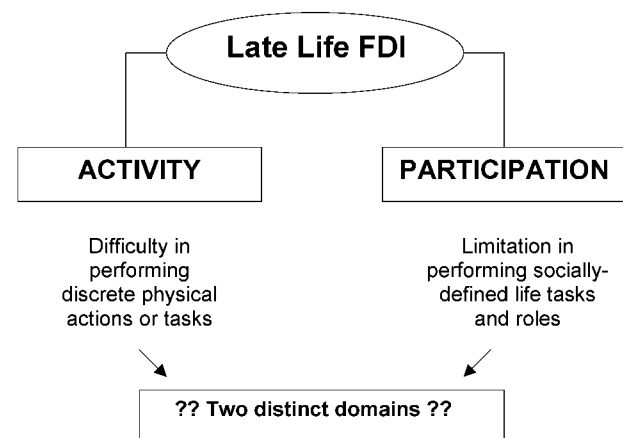 Late Life FDI
ACTIVITY
PARTICIPATION
Difficulty in
performing
discrete physical
actions or tasks
Limitation in
performing socially-
defined life tasks
and roles
?? Two distinct domains ??